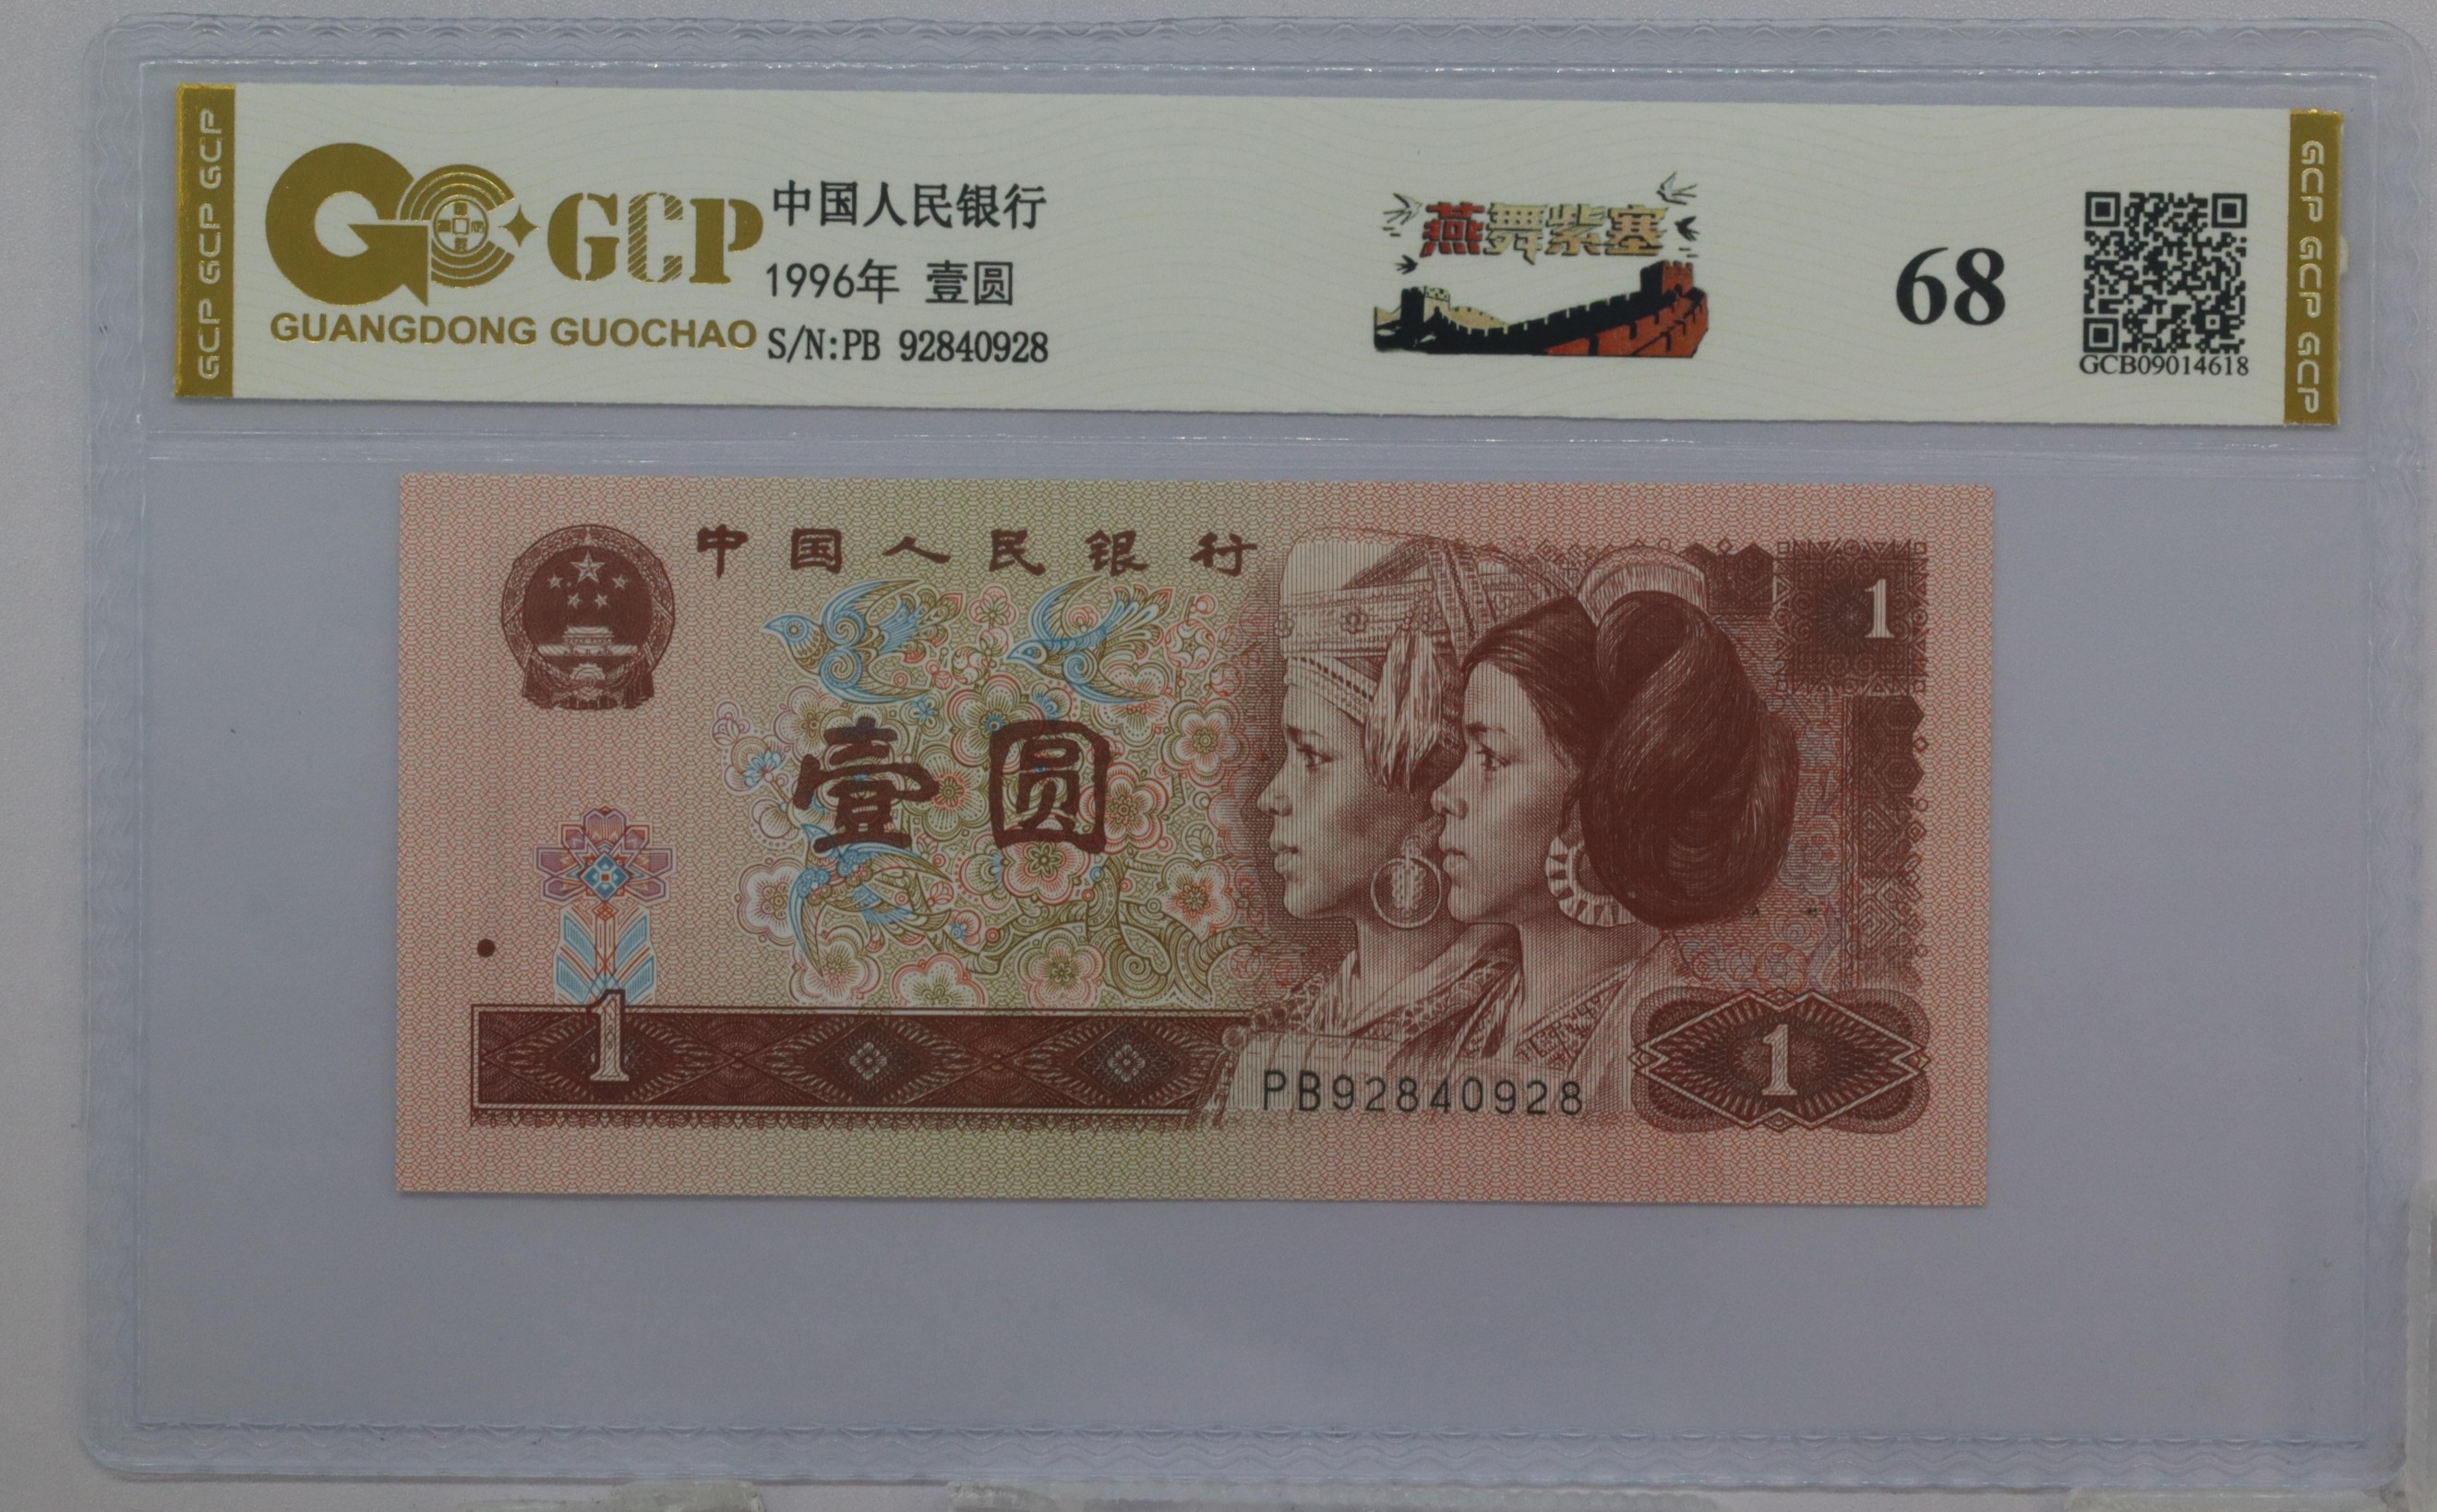 GCP GCP GCP
GCP
GUANGDONG GUOCHAO
中国人民银行
1996年 壹圆
S/N:PB 92840928
燕舞紫塞
68
GCB09014618
GCP GCP GCP
中国人民银行
1
壹圆
1
PB92840928
1